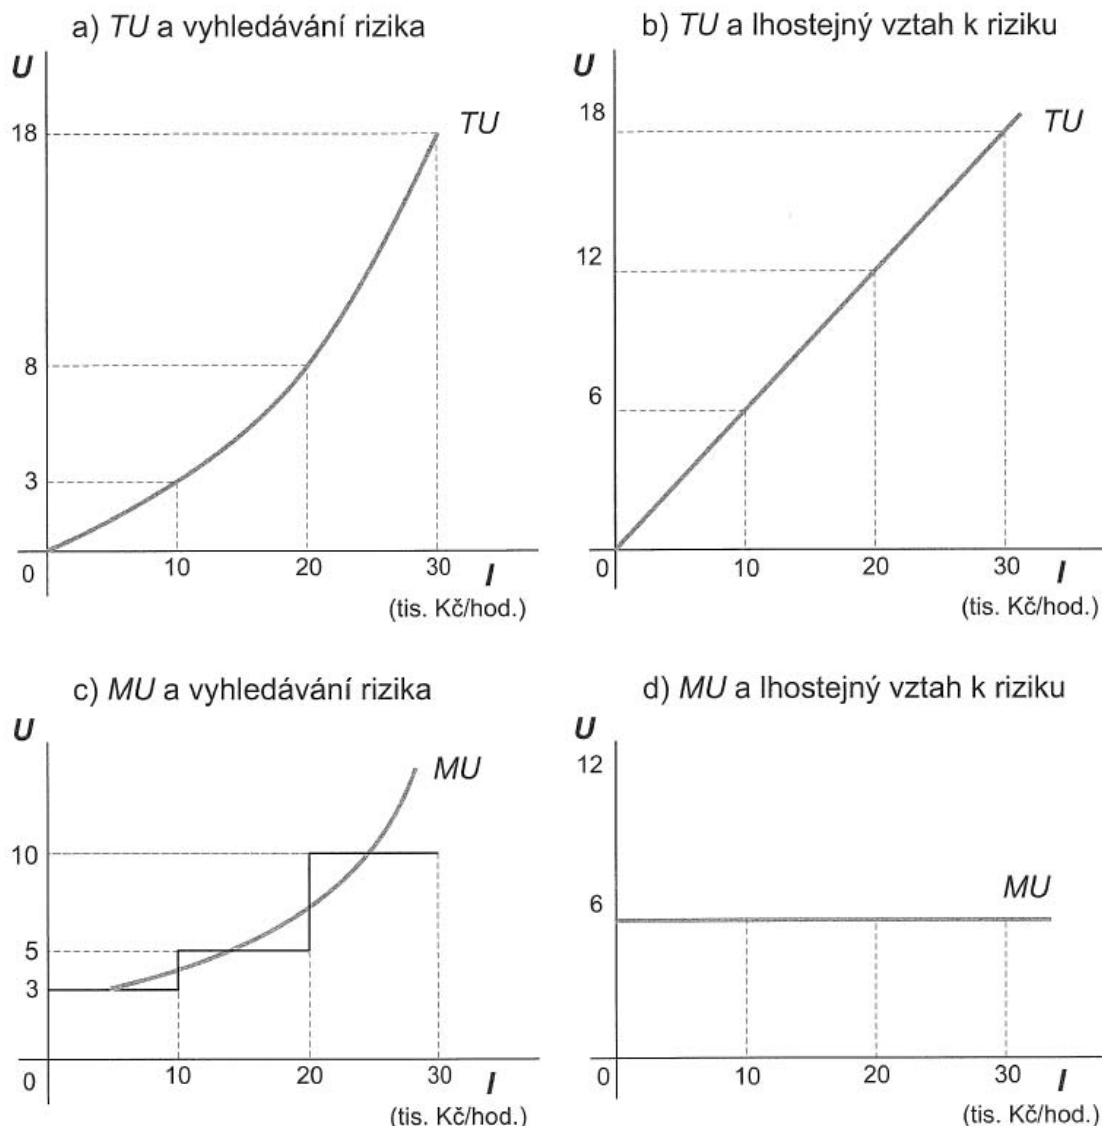 a) TU a vyhledávání rizika
U
18
TU
8
3
0
10
20
30
I
(tis. Kč/hod.)
b) TU a lhostejný vztah k riziku
U
18
TU
12
6
0
10
20
30
I
(tis. Kč/hod.)
c) MU a vyhledávání rizika
U
MU
10
5
3
0
10
20
30
I
(tis. Kč/hod.)
d) MU a lhostejný vztah k riziku
U
12
MU
6
0
10
20
30
I
(tis. Kč/hod.)